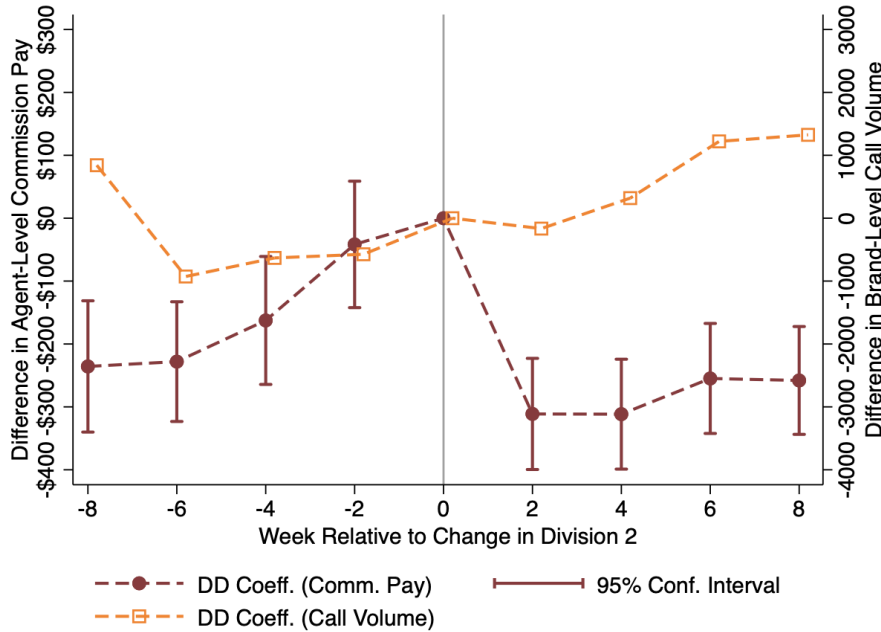 Difference in Agent-Level Commission Pay
$300
$200
$100
$0
-$100
-$200
-$300
-$400
3000
2000
1000
0
-1000
-2000
-3000
-4000
Difference in Brand-Level Call Volume
-8 -6 -4 -2 0 2 4 6 8
Week Relative to Change in Division 2
DD Coeff. (Comm. Pay) 95% Conf. Interval
DD Coeff. (Call Volume)